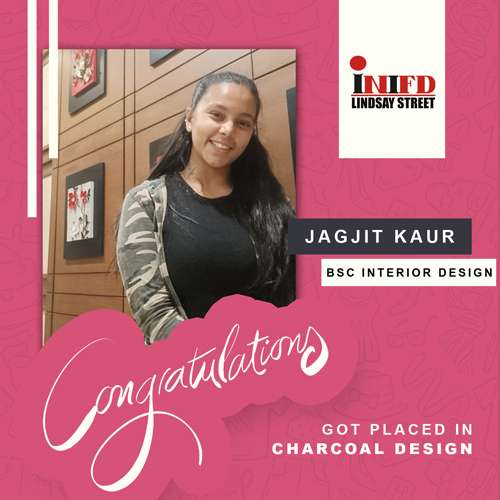 INIFD
LINDSAY STREET
JAGJIT KAUR
BSC INTERIOR DESIGN
Congratulations
GOT PLACED IN
CHARCOAL DESIGN